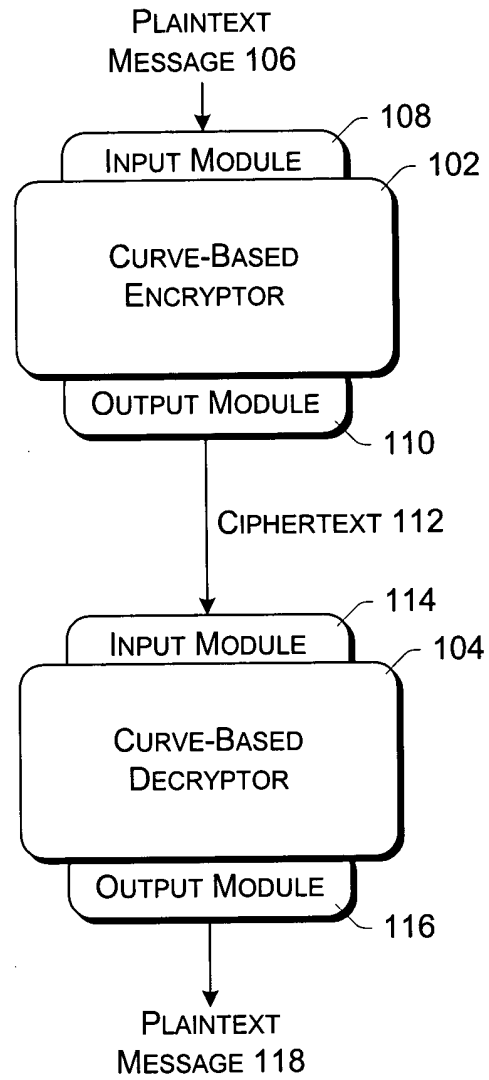 PLAINTEXT
MESSAGE 106
108
INPUT MODULE
102
CURVE-BASED
ENCRYPTOR
OUTPUT MODULE
110
CIPHERTEXT 112
114
INPUT MODULE
104
CURVE-BASED
DECRYPTOR
OUTPUT MODULE
116
PLAINTEXT
MESSAGE 118